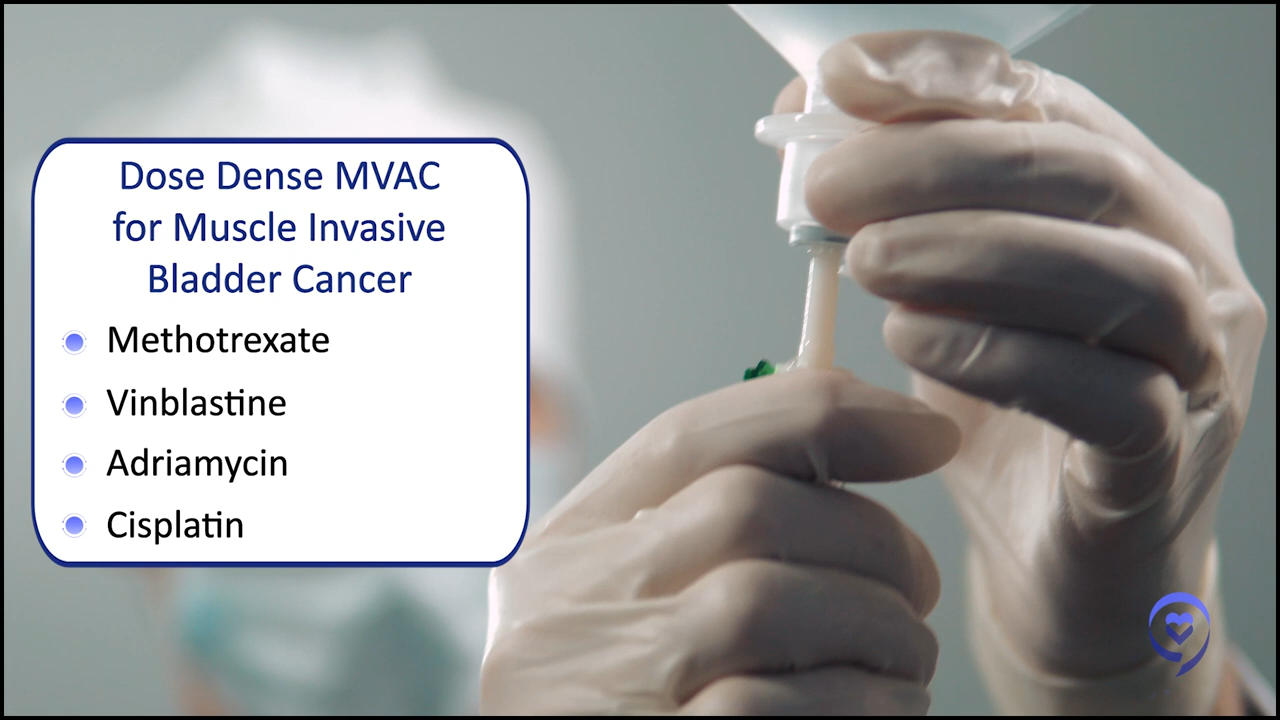 Dose Dense MVAC
for Muscle Invasive
Bladder Cancer
Methotrexate
Vinblastine
Adriamycin
Cisplatin